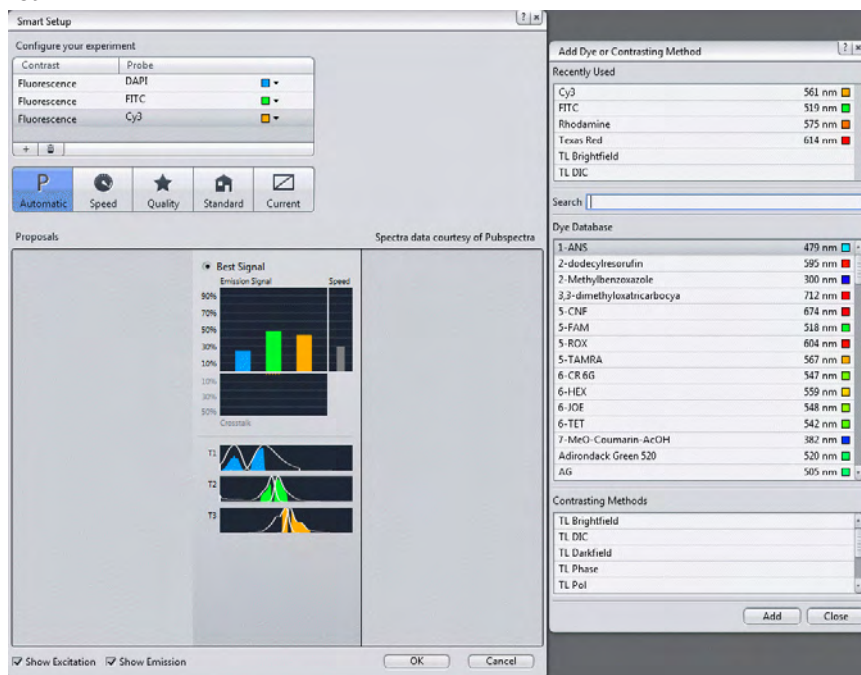 Smart Setup
Configure your experiment
Contrast Probe
Fluorescence DAPI
Fluorescence FITC
Fluorescence Cy3
Automatic Speed Quality Standard Current
Proposals Spectra data courtesy of Pubspectra
Best Signal
Emission Signal Speed
90%
70%
50%
30%
10%
10%
30%
50%
Crosstalk
T1
T2
T3
Show Excitation Show Emission OK Cancel
Add Dye or Contrasting Method
Recently Used
Cy3 561 nm
FITC 519 nm
Rhodamine 575 nm
Texas Red 614 nm
TL Brightfield
TL DIC
Search
Dye Database
1-ANS 479 nm
2-dodecylresorufin 595 nm
2-Methylbenzoxazole 300 nm
3,3-dimethyloxatricarbocya 712 nm
5-CNF 674 nm
5-FAM 518 nm
5-ROX 604 nm
5-TAMRA 567 nm
6-CR 6G 547 nm
6-HEX 559 nm
6-JOE 548 nm
6-TET 542 nm
7-MeO-Coumarin-AcOH 382 nm
Adirondack Green 520 520 nm
AG 505 nm
Contrasting Methods
TL Brightfield
TL DIC
TL Darkfield
TL Phase
TL Pol
Add Close